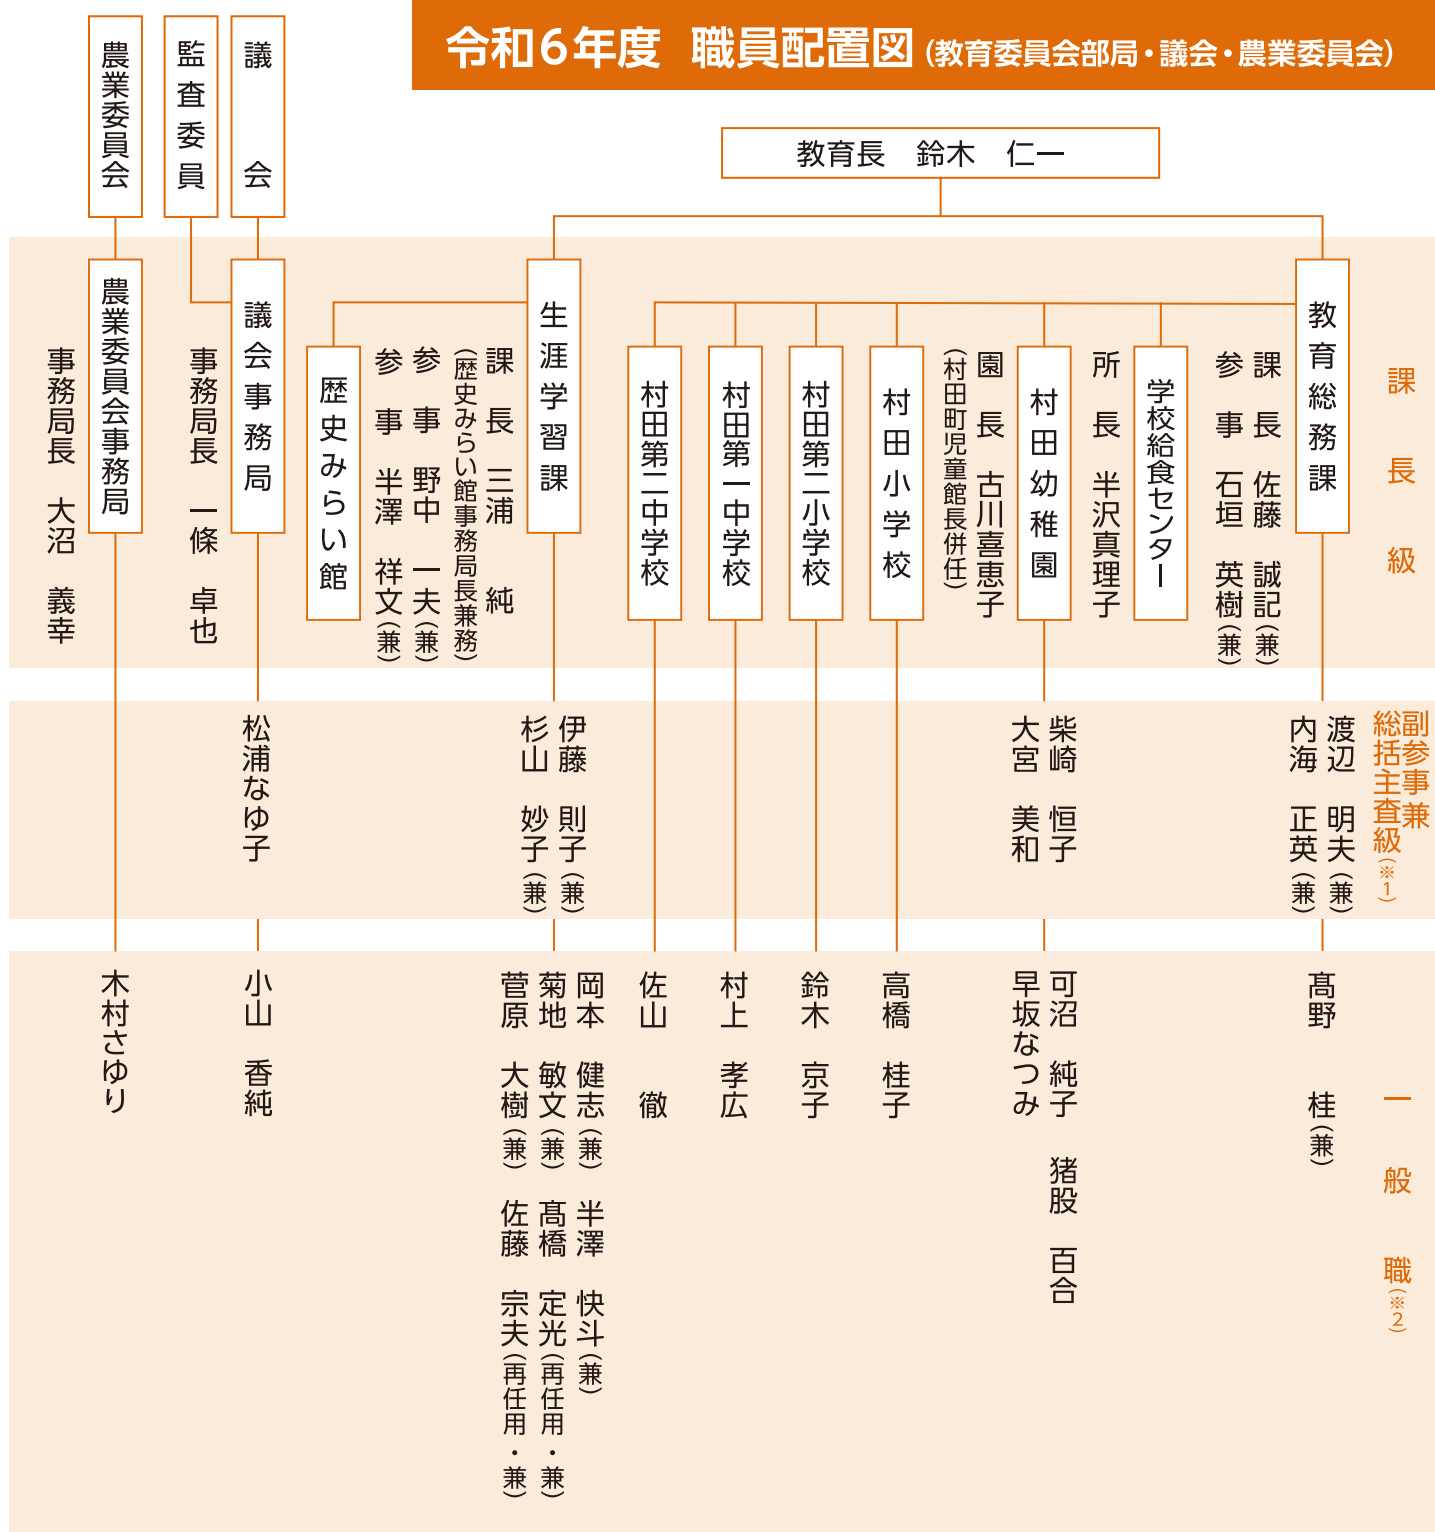 令和6年度 職員配置図（教育委員会部局・議会・農業委員会）
教育長 鈴木 仁一
議会
監査委員
農業委員会
課長級
教育総務課
課長 佐藤 誠記（兼）
参事 石垣 英樹（兼）
学校給食センター
所長 半沢真理子
村田幼稚園
園長 古川喜恵子
（村田町児童館長併任）
村田小学校
村田第二小学校
村田第一中学校
村田第二中学校
生涯学習課
課長 三浦 純
（歴史みらい館事務局長兼務）
参事 野中 一夫（兼）
参事 半澤 祥文（兼）
歴史みらい館
議会事務局
事務局長 一條 卓也
農業委員会事務局
事務局長 大沼 義幸
副参事兼
総括主査級（※1）
渡辺 明夫（兼）
内海 正英（兼）
柴崎 恒子
大宮 美和
伊藤 則子（兼）
杉山 妙子（兼）
松浦なゆ子
一般職（※2）
髙野 桂（兼）
可沼 純子 猪股 百合
早坂なつみ
高橋 桂子
鈴木 京子
村上 孝広
佐山 徹
岡本 健志（兼） 半澤 快斗（兼）
菊地 敏文（兼） 髙橋 定光（再任用・兼）
菅原 大樹（兼） 佐藤 宗夫（再任用・兼）
小山 香純
木村さゆり